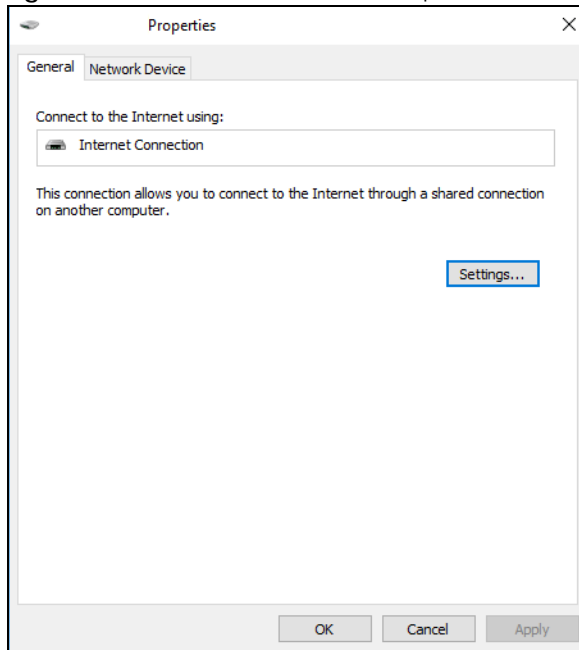 Properties
General Network Device
Connect to the Internet using:
Internet Connection
This connection allows you to connect to the Internet through a shared connection
on another computer.
Settings...
OK Cancel Apply